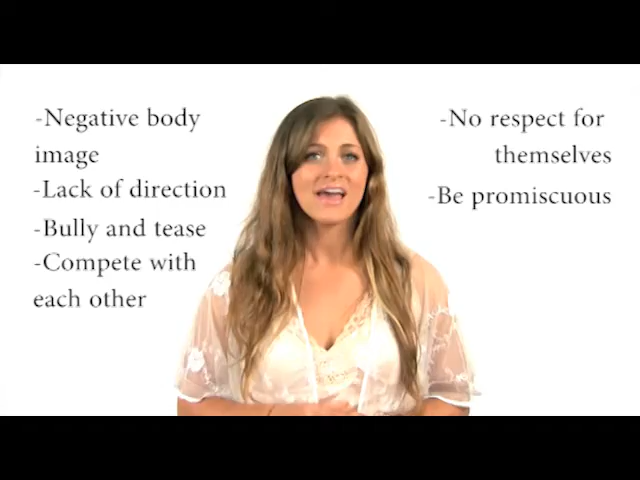 -Negative body
image
-Lack of direction
-Bully and tease
-Compete with
each other
-No respect for
themselves
-Be promiscuous